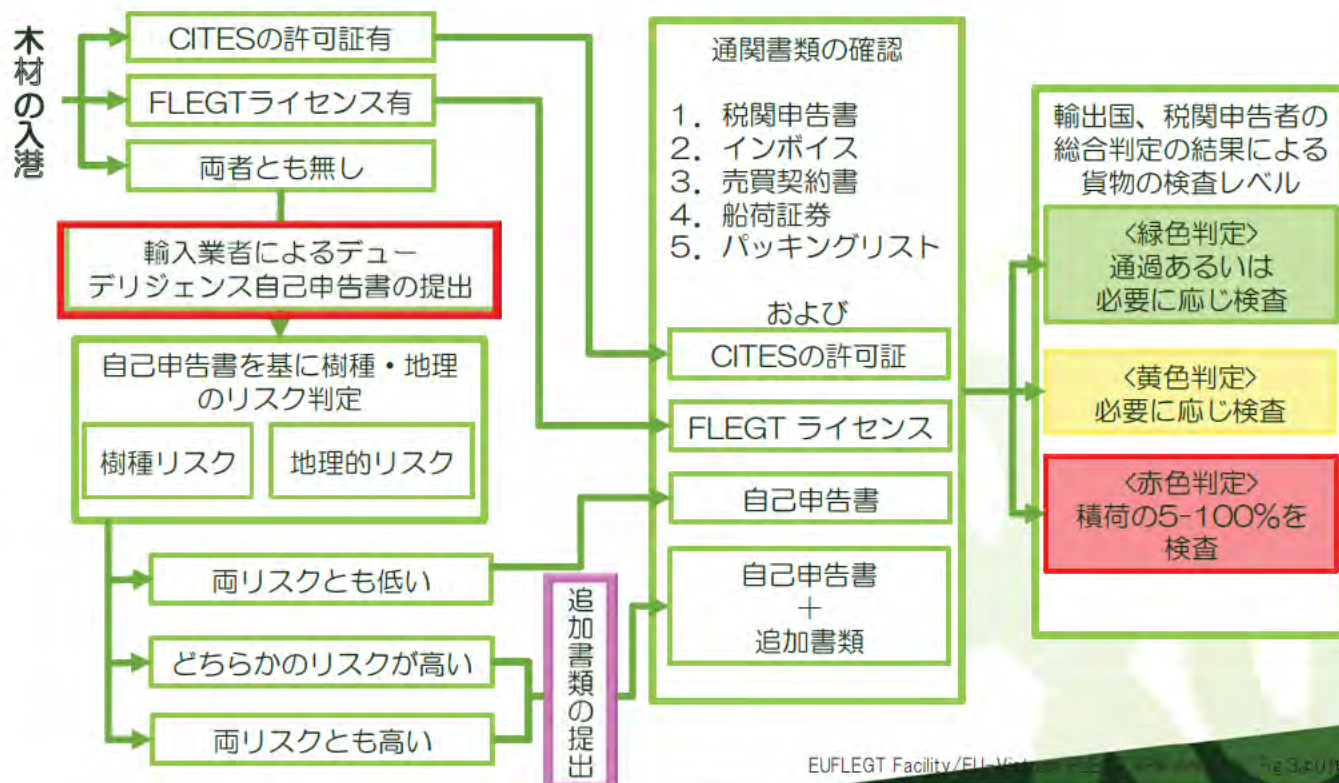 木材の入港
CITESの許可証有
FLEGTライセンス有
両者とも無し
輸入業者によるデュー
デリジェンス自己申告書の提出
自己申告書を基に樹種・地理
のリスク判定
樹種リスク
地理的リスク
両リスクとも低い
どちらかのリスクが高い
両リスクとも高い
追加書類の提出
通関書類の確認
1．税関申告書
2．インボイス
3．売買契約書
4．船荷証券
5．パッキングリスト
および
CITESの許可証
FLEGT ライセンス
自己申告書
自己申告書
＋
追加書類
輸出国、税関申告者の
総合判定の結果による
貨物の検査レベル
<緑色判定>
通過あるいは
必要に応じ検査
<黄色判定>
必要に応じ検査
<赤色判定>
積荷の5-100%を
検査
EUFLEGT Facility/EU-